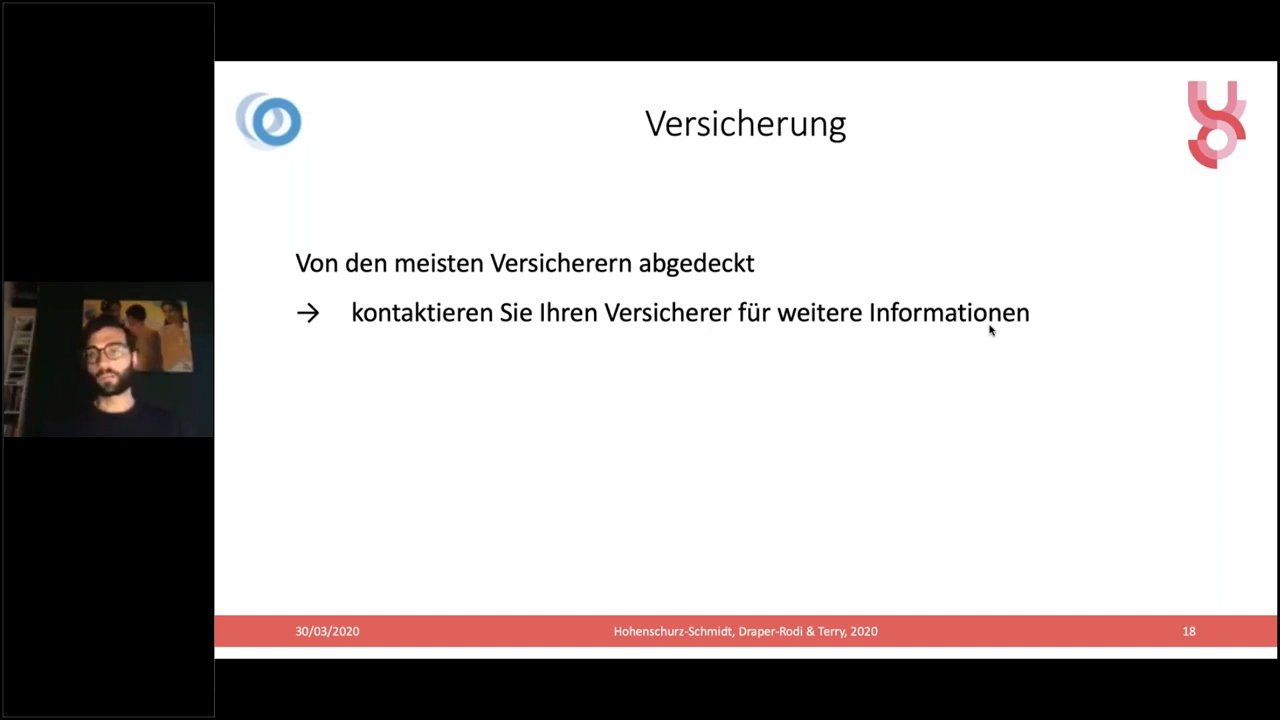 Versicherung
Von den meisten Versicherern abgedeckt
→ kontaktieren Sie Ihren Versicherer für weitere Informationen
30/03/2020
Hohenschurz-Schmidt, Draper-Rodi & Terry, 2020
18